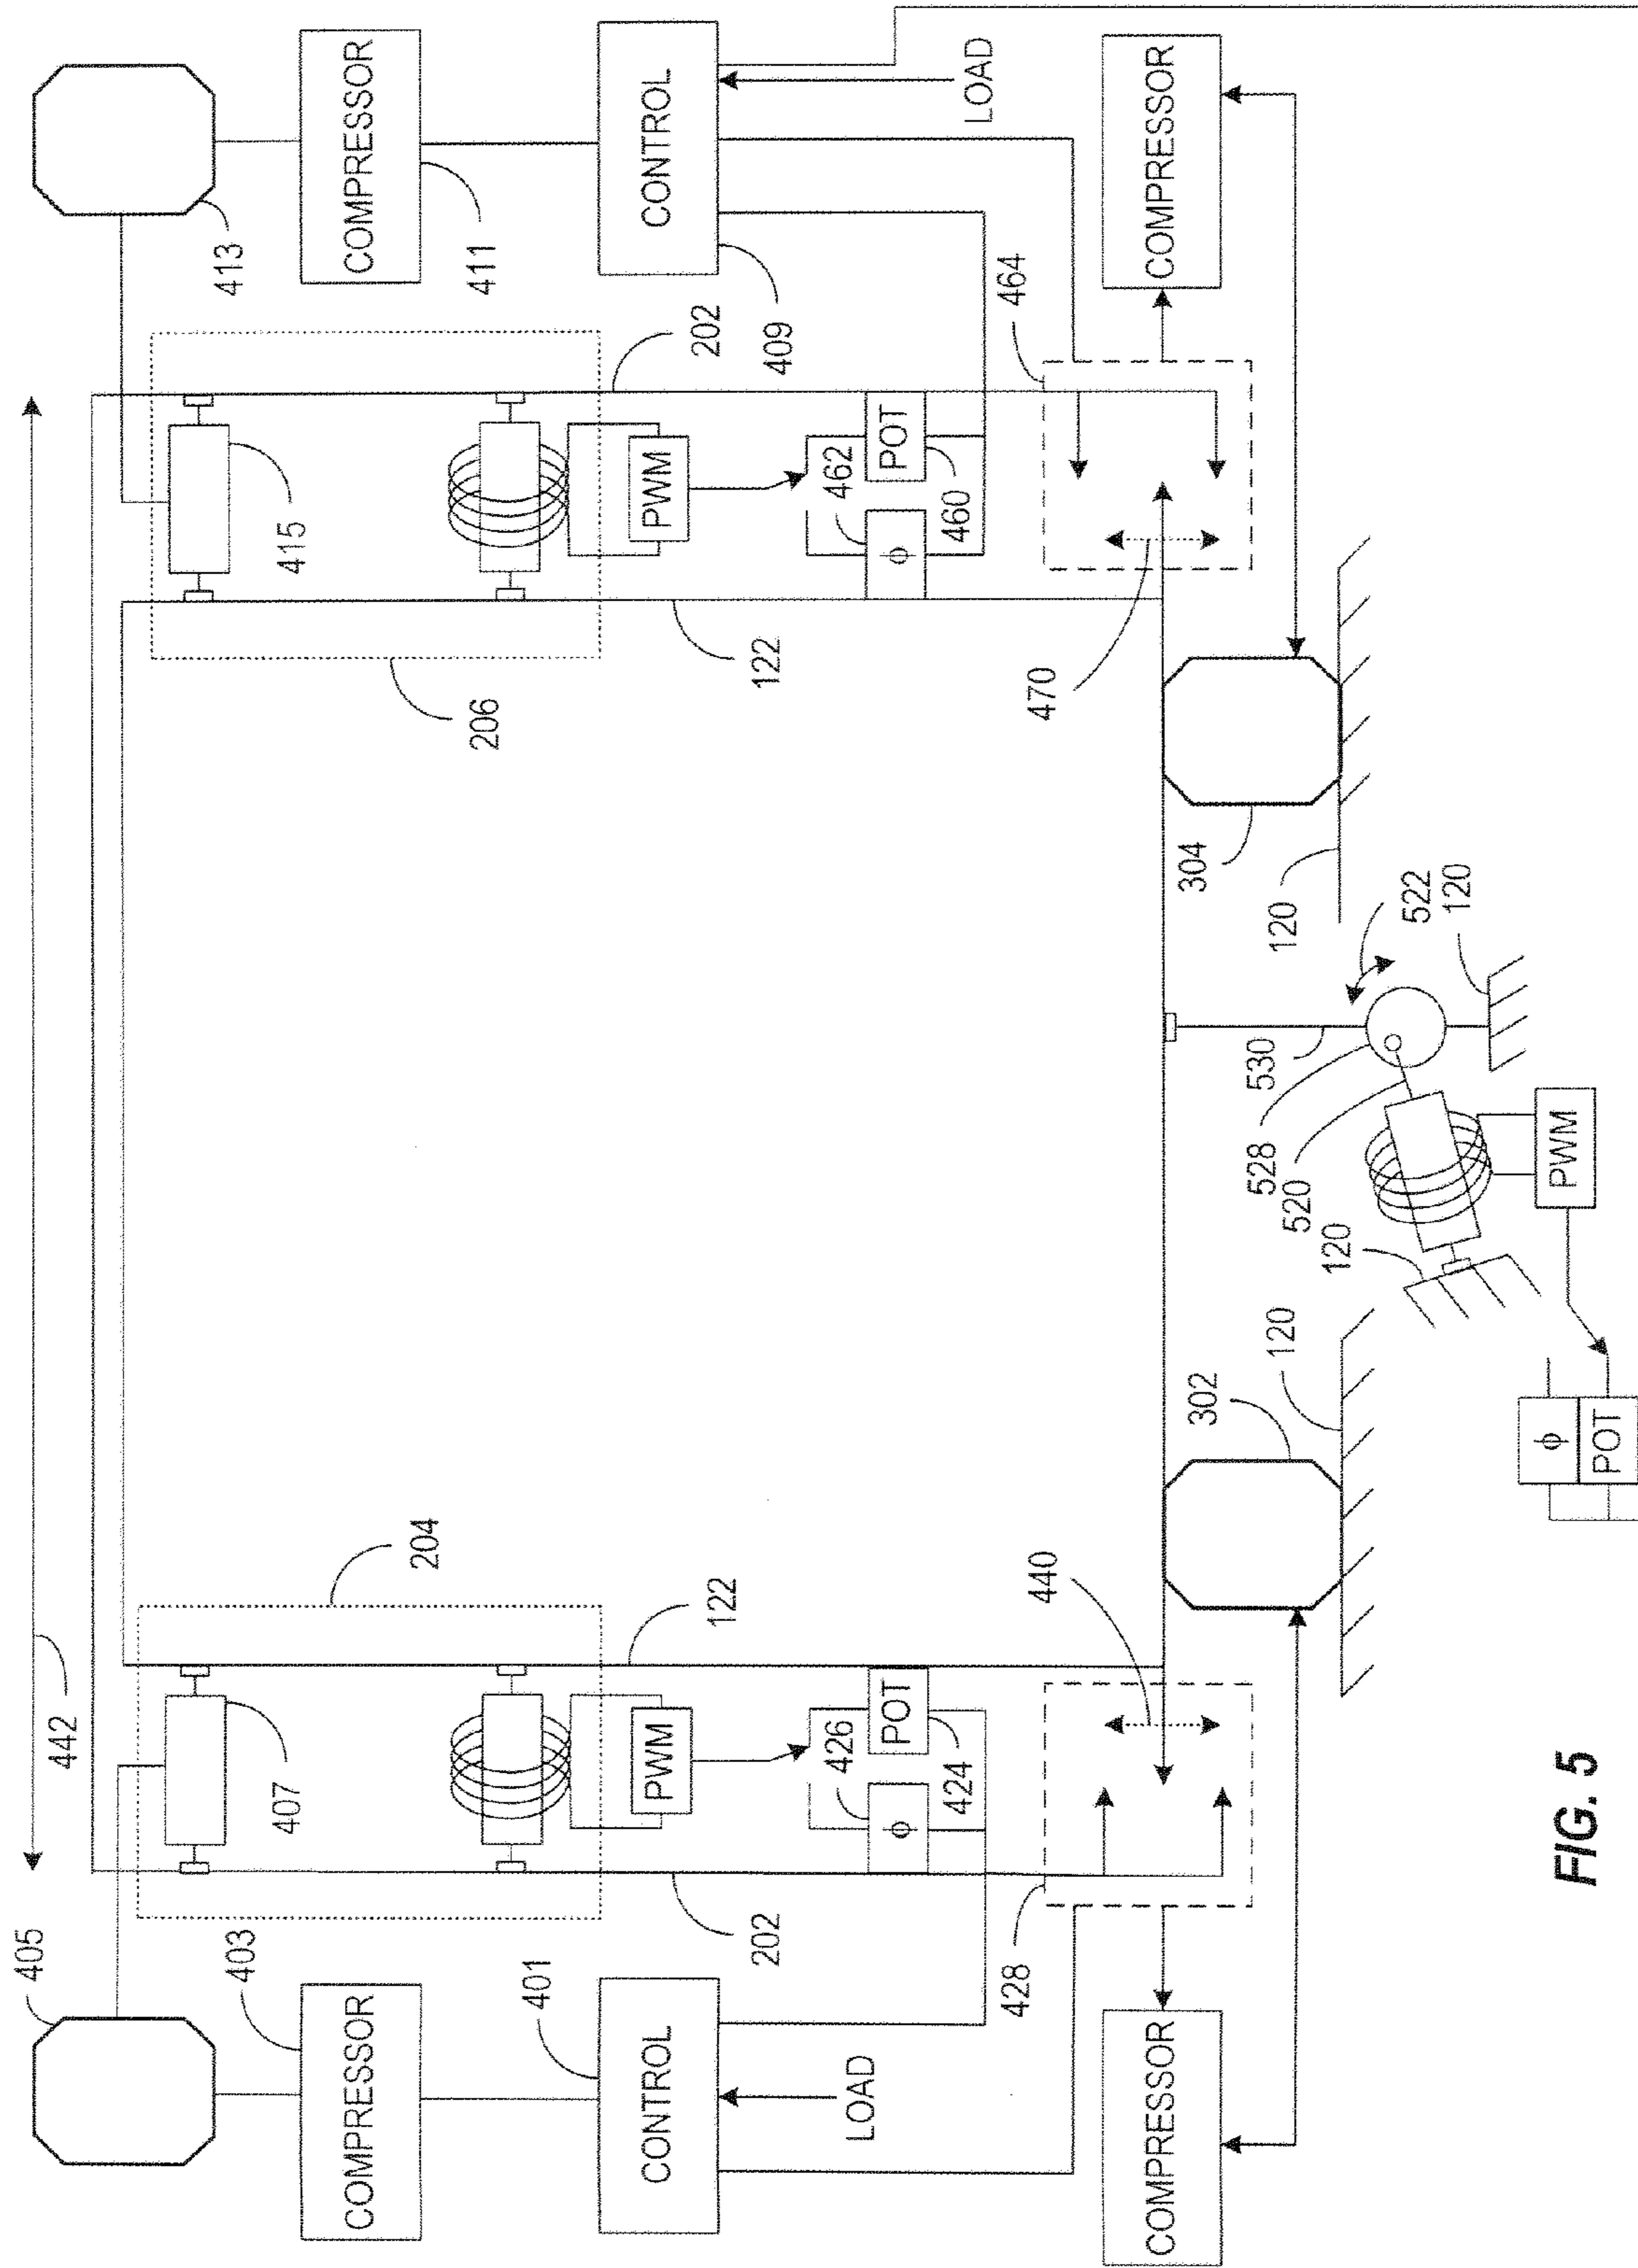 442
405
403
COMPRESSOR
401
CONTROL
LOAD
407
204
202
122
PWM
426
φ
POT
424
428
440
COMPRESSOR
302
120
413
COMPRESSOR
411
CONTROL
409
LOAD
415
206
202
122
PWM
462
φ
POT
460
464
470
COMPRESSOR
304
120
522
120
530
528
520
120
PWM
φ
POT
FIG. 5